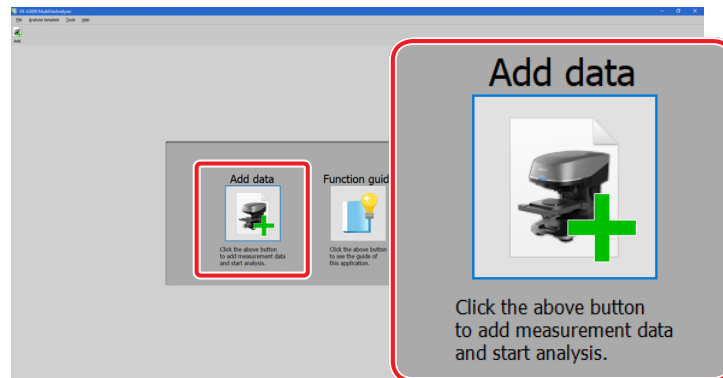 VK-X3000 MultiFileAnalyzer
File Analysis template Tools Help
Add
Add data
Function guid
Click the above button
to add measurement data
and start analysis.
Click the above button
to see the guide of
this application.
Add data
Click the above button
to add measurement data
and start analysis.